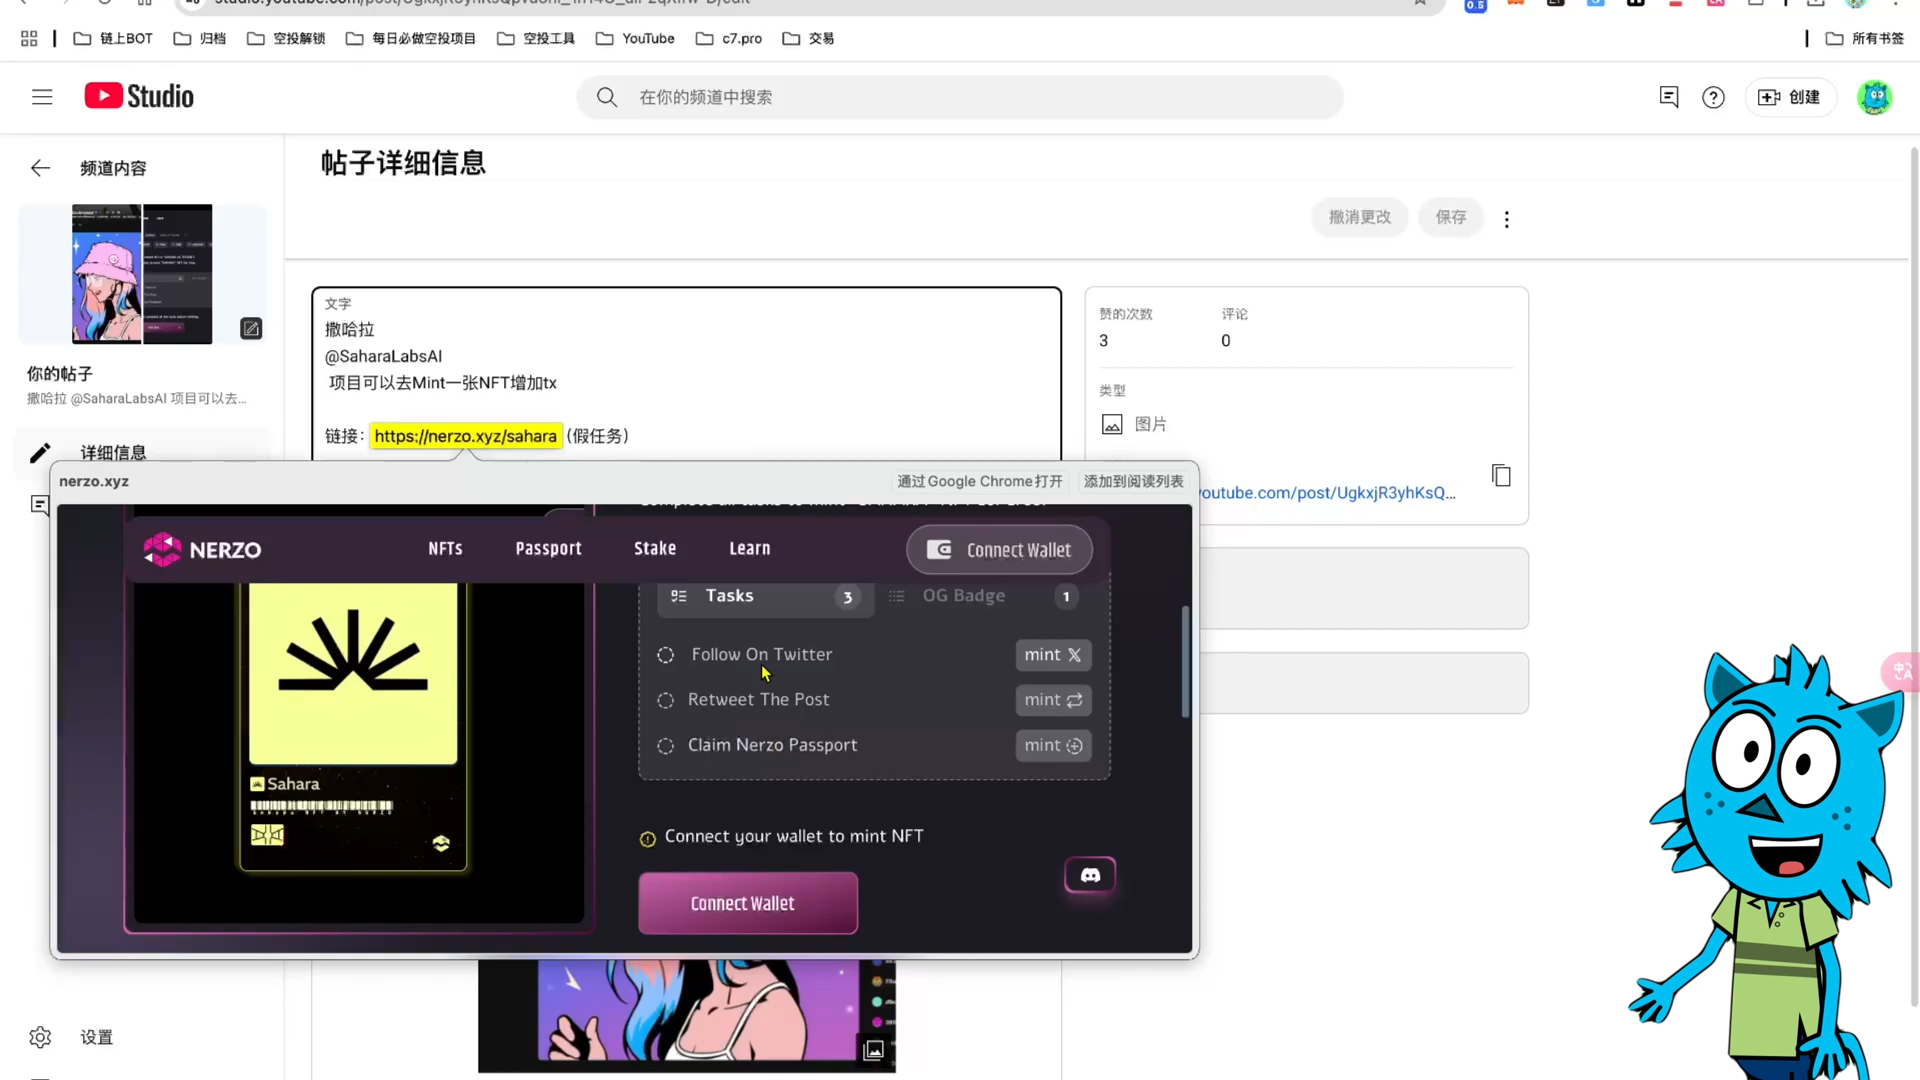 链上BOT
归档
空投解锁
每日必做空投项目
空投工具
YouTube
c7.pro
交易
所有书签
0.5
Studio
在你的频道中搜索
创建
频道内容
帖子详细信息
撤消更改
保存
你的帖子
撒哈拉 @SaharaLabsAI 项目可以去...
详细信息
文字
撒哈拉
@SaharaLabsAI
项目可以去Mint一张NFT增加tx
链接：https://nerzo.xyz/sahara (假任务)
赞的次数
评论
3
0
类型
图片
youtube.com/post/UgkxjR3yhKsQ...
nerzo.xyz
通过Google Chrome打开
添加到阅读列表
NERZO
NFTs
Passport
Stake
Learn
Connect Wallet
Tasks
3
OG Badge
1
Follow On Twitter
mint
Retweet The Post
mint
Claim Nerzo Passport
mint
Sahara
Connect your wallet to mint NFT
Connect Wallet
设置